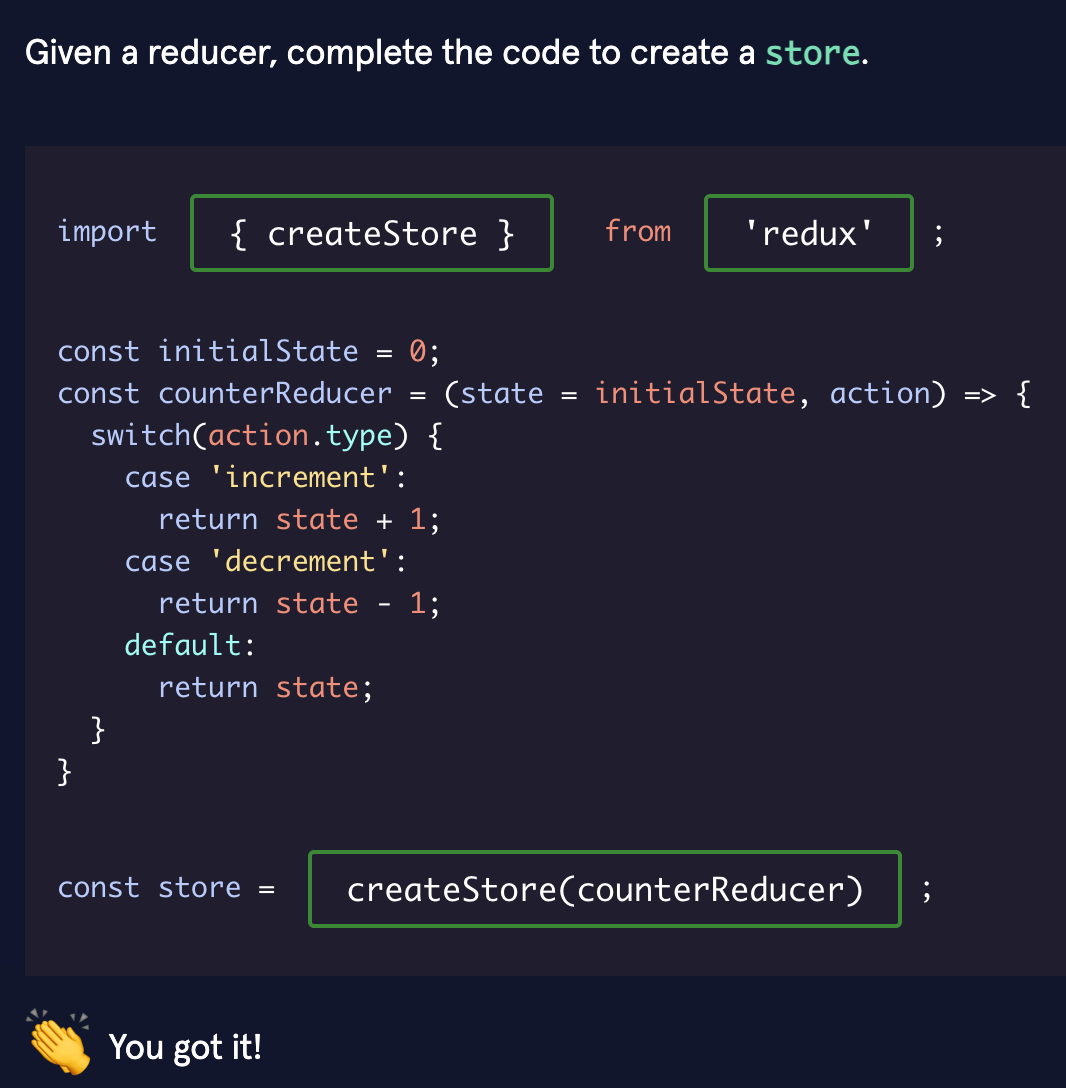 Given a reducer, complete the code to create a store.
import { createStore } from 'redux' ;
const initialState = 0;
const counterReducer = (state = initialState, action) => {
  switch(action.type) {
    case 'increment':
      return state + 1;
    case 'decrement':
      return state - 1;
    default:
      return state;
  }
}
const store = createStore(counterReducer) ;
You got it!